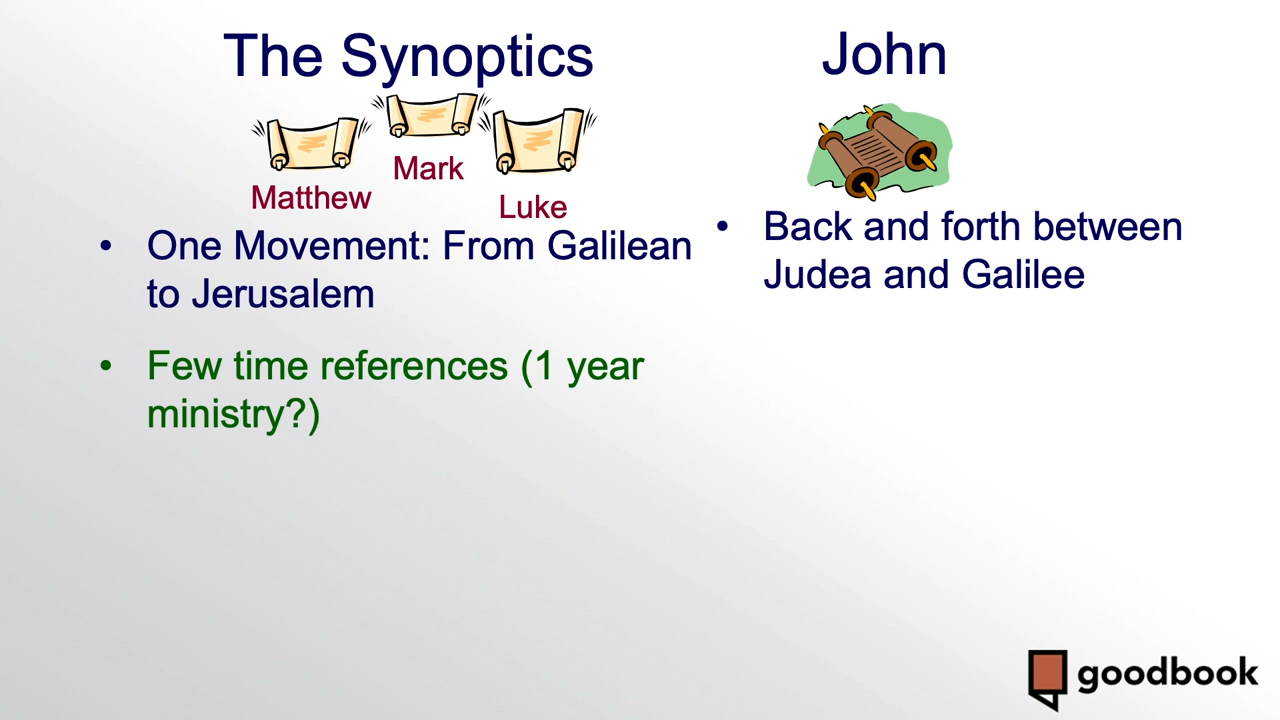 The Synoptics
Matthew
Mark
Luke
• One Movement: From Galilean
to Jerusalem
• Few time references (1 year
ministry?)
John
• Back and forth between
Judea and Galilee
goodbook